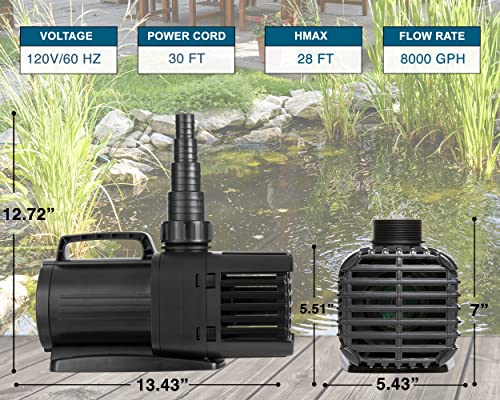 VOLTAGE
120V/60 HZ
POWER CORD
30 FT
HMAX
28 FT
FLOW RATE
8000 GPH
12.72”
13.43”
5.51”
7”
5.43”